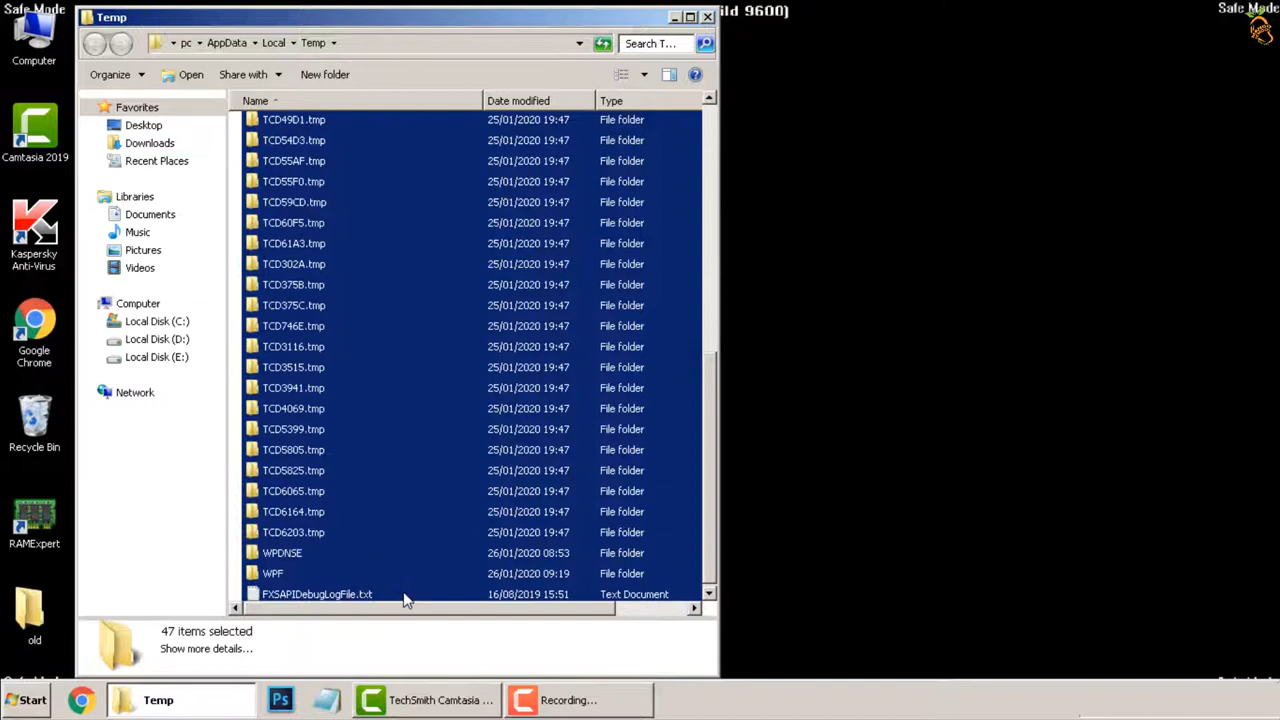 Safe Mode
Temp
ild 9600)
Safe Mode
pc
AppData
Local
Temp
Search T...
Organize
Open
Share with
New folder
Name
Date modified
Type
Favorites
Desktop
Downloads
Recent Places
Libraries
Documents
Music
Pictures
Videos
Computer
Local Disk (C:)
Local Disk (D:)
Local Disk (E:)
Network
TCD49D1.tmp 25/01/2020 19:47 File folder
TCD54D3.tmp 25/01/2020 19:47 File folder
TCD55AF.tmp 25/01/2020 19:47 File folder
TCD55F0.tmp 25/01/2020 19:47 File folder
TCD59CD.tmp 25/01/2020 19:47 File folder
TCD60F5.tmp 25/01/2020 19:47 File folder
TCD61A3.tmp 25/01/2020 19:47 File folder
TCD302A.tmp 25/01/2020 19:47 File folder
TCD375B.tmp 25/01/2020 19:47 File folder
TCD375C.tmp 25/01/2020 19:47 File folder
TCD746E.tmp 25/01/2020 19:47 File folder
TCD3116.tmp 25/01/2020 19:47 File folder
TCD3515.tmp 25/01/2020 19:47 File folder
TCD3941.tmp 25/01/2020 19:47 File folder
TCD4069.tmp 25/01/2020 19:47 File folder
TCD5399.tmp 25/01/2020 19:47 File folder
TCD5805.tmp 25/01/2020 19:47 File folder
TCD5825.tmp 25/01/2020 19:47 File folder
TCD6065.tmp 25/01/2020 19:47 File folder
TCD6164.tmp 25/01/2020 19:47 File folder
TCD6203.tmp 25/01/2020 19:47 File folder
WPDNSE 26/01/2020 08:53 File folder
WPF 26/01/2020 09:19 File folder
FXSAPIDebugLogFile.txt 16/08/2019 15:51 Text Document
47 items selected
Show more details...
Computer
Camtasia 2019
Kaspersky
Anti-Virus
Google
Chrome
Recycle Bin
RAMExpert
old
Start
Temp
Ps
TechSmith Camtasia ...
Recording...